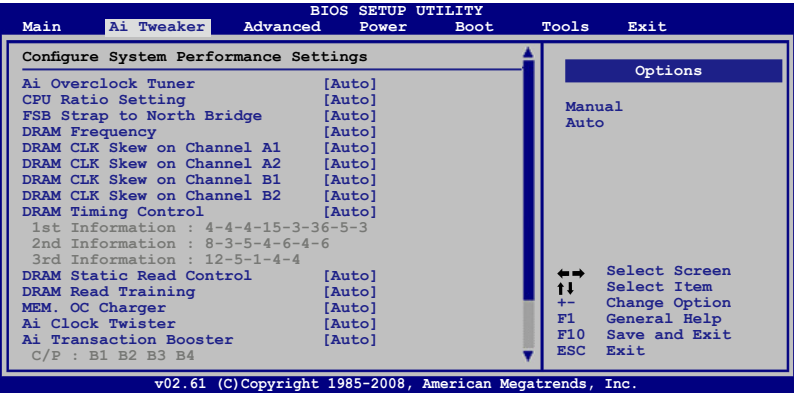 BIOS SETUP UTILITY
Main Ai Tweaker Advanced Power Boot Tools Exit
Configure System Performance Settings
Ai Overclock Tuner [Auto]
CPU Ratio Setting [Auto]
FSB Strap to North Bridge [Auto]
DRAM Frequency [Auto]
DRAM CLK Skew on Channel A1 [Auto]
DRAM CLK Skew on Channel A2 [Auto]
DRAM CLK Skew on Channel B1 [Auto]
DRAM CLK Skew on Channel B2 [Auto]
DRAM Timing Control [Auto]
1st Information : 4-4-4-15-3-36-5-3
2nd Information : 8-3-5-4-6-4-6
3rd Information : 12-5-1-4-4
DRAM Static Read Control [Auto]
DRAM Read Training [Auto]
MEM. OC Charger [Auto]
Ai Clock Twister [Auto]
Ai Transaction Booster [Auto]
C/P : B1 B2 B3 B4
Options
Manual
Auto
←→ Select Screen
↑↓ Select Item
+- Change Option
F1 General Help
F10 Save and Exit
ESC Exit
v02.61 (C)Copyright 1985-2008, American Megatrends, Inc.